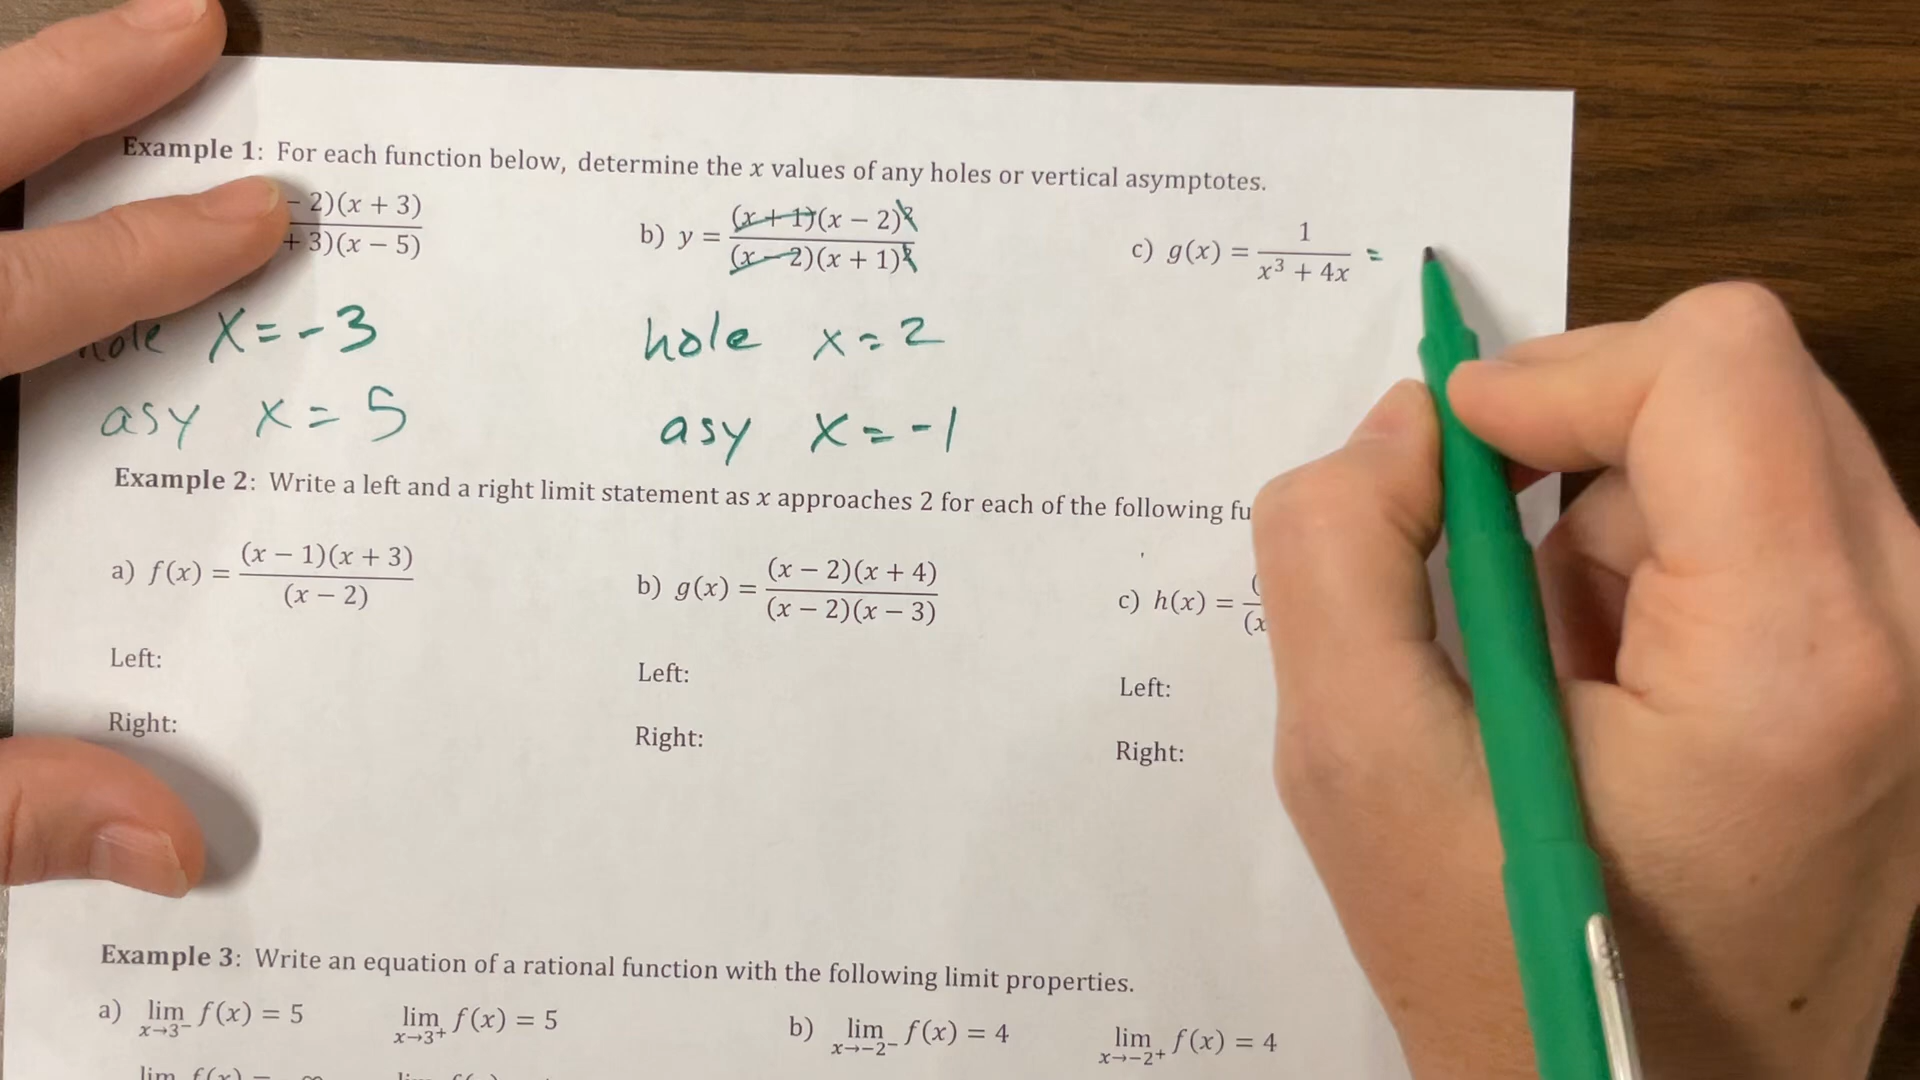 Example 1: For each function below, determine the x values of any holes or vertical asymptotes.
− 2)(x + 3)
+ 3)(x − 5)
b) y = (x + 1)(x − 2)² / (x − 2)(x + 1)²
c) g(x) = 1 / x³ + 4x =
hole x = -3
hole x = 2
asy x = 5
asy x = -1
Example 2: Write a left and a right limit statement as x approaches 2 for each of the following fu
a) f(x) = (x − 1)(x + 3) / (x − 2)
b) g(x) = (x − 2)(x + 4) / (x − 2)(x − 3)
c) h(x) = ( / (x
Left:
Left:
Left:
Right:
Right:
Right:
Example 3: Write an equation of a rational function with the following limit properties.
a) lim x→3⁻ f(x) = 5
lim x→3⁺ f(x) = 5
b) lim x→−2⁻ f(x) = 4
lim x→−2⁺ f(x) = 4
lim f(x) =